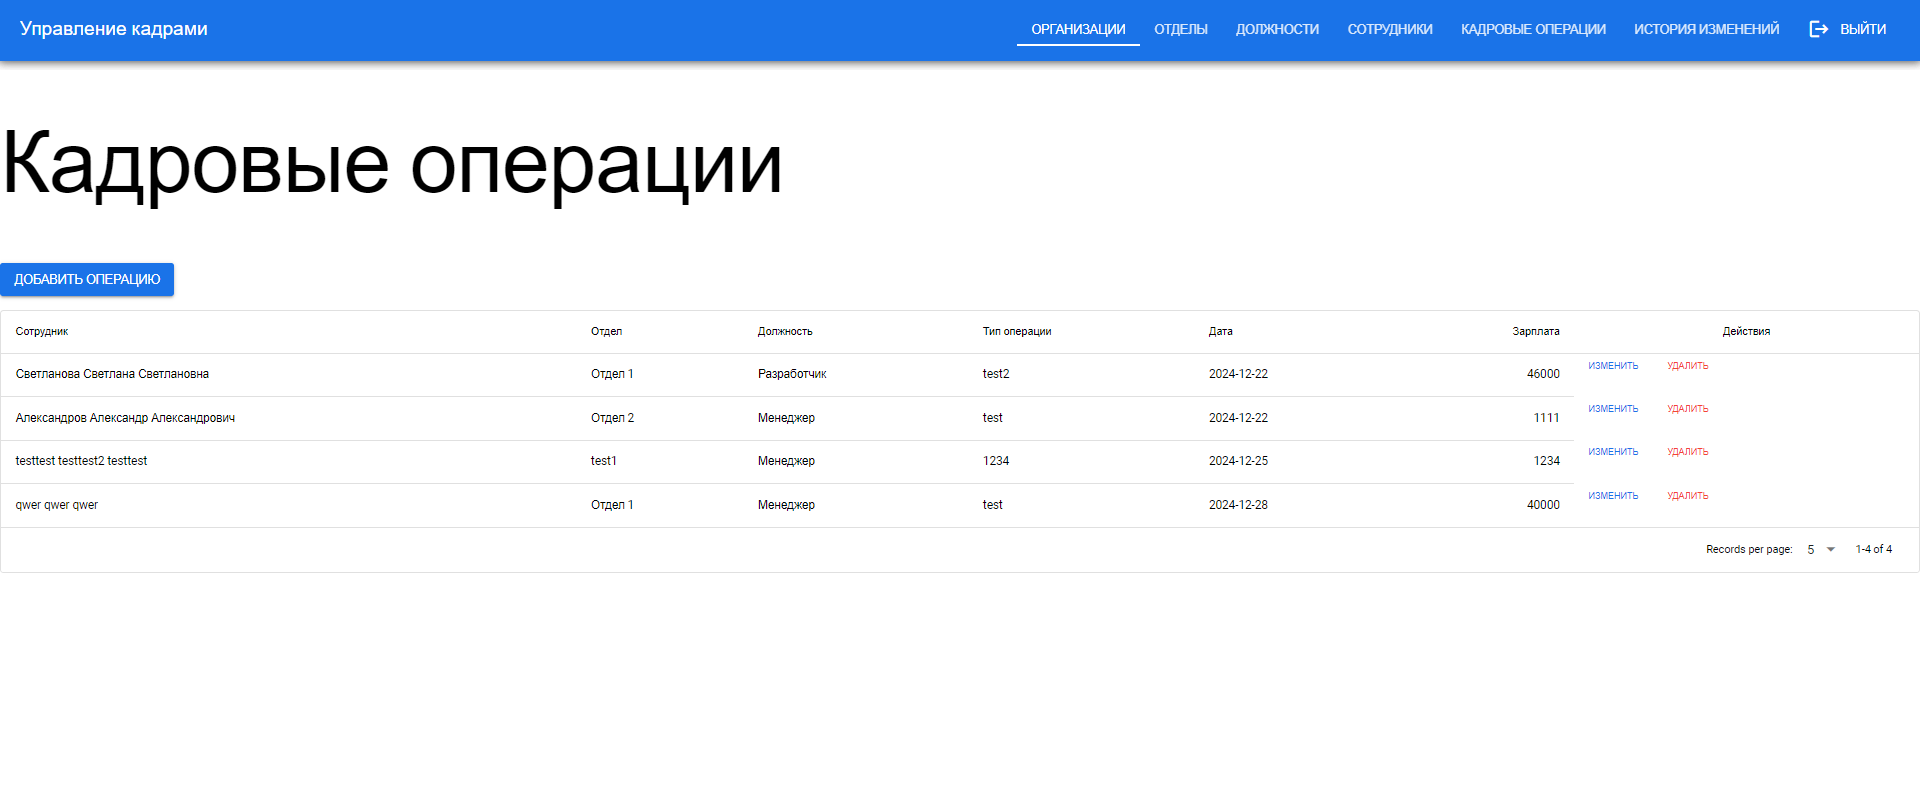 Управление кадрами ОРГАНИЗАЦИИ ОТДЕЛЫ ДОЛЖНОСТИ СОТРУДНИКИ КАДРОВЫЕ ОПЕРАЦИИ ИСТОРИЯ ИЗМЕНЕНИЙ ВЫЙТИ
Кадровые операции
ДОБАВИТЬ ОПЕРАЦИЮ
Сотрудник Отдел Должность Тип операции Дата Зарплата Действия
Светланова Светлана Светлановна Отдел 1 Разработчик test2 2024-12-22 46000 ИЗМЕНИТЬ УДАЛИТЬ
Александров Александр Александрович Отдел 2 Менеджер test 2024-12-22 1111 ИЗМЕНИТЬ УДАЛИТЬ
testtest testtest2 testtest test1 Менеджер 1234 2024-12-25 1234 ИЗМЕНИТЬ УДАЛИТЬ
qwer qwer qwer Отдел 1 Менеджер test 2024-12-28 40000 ИЗМЕНИТЬ УДАЛИТЬ
Records per page: 5 1-4 of 4